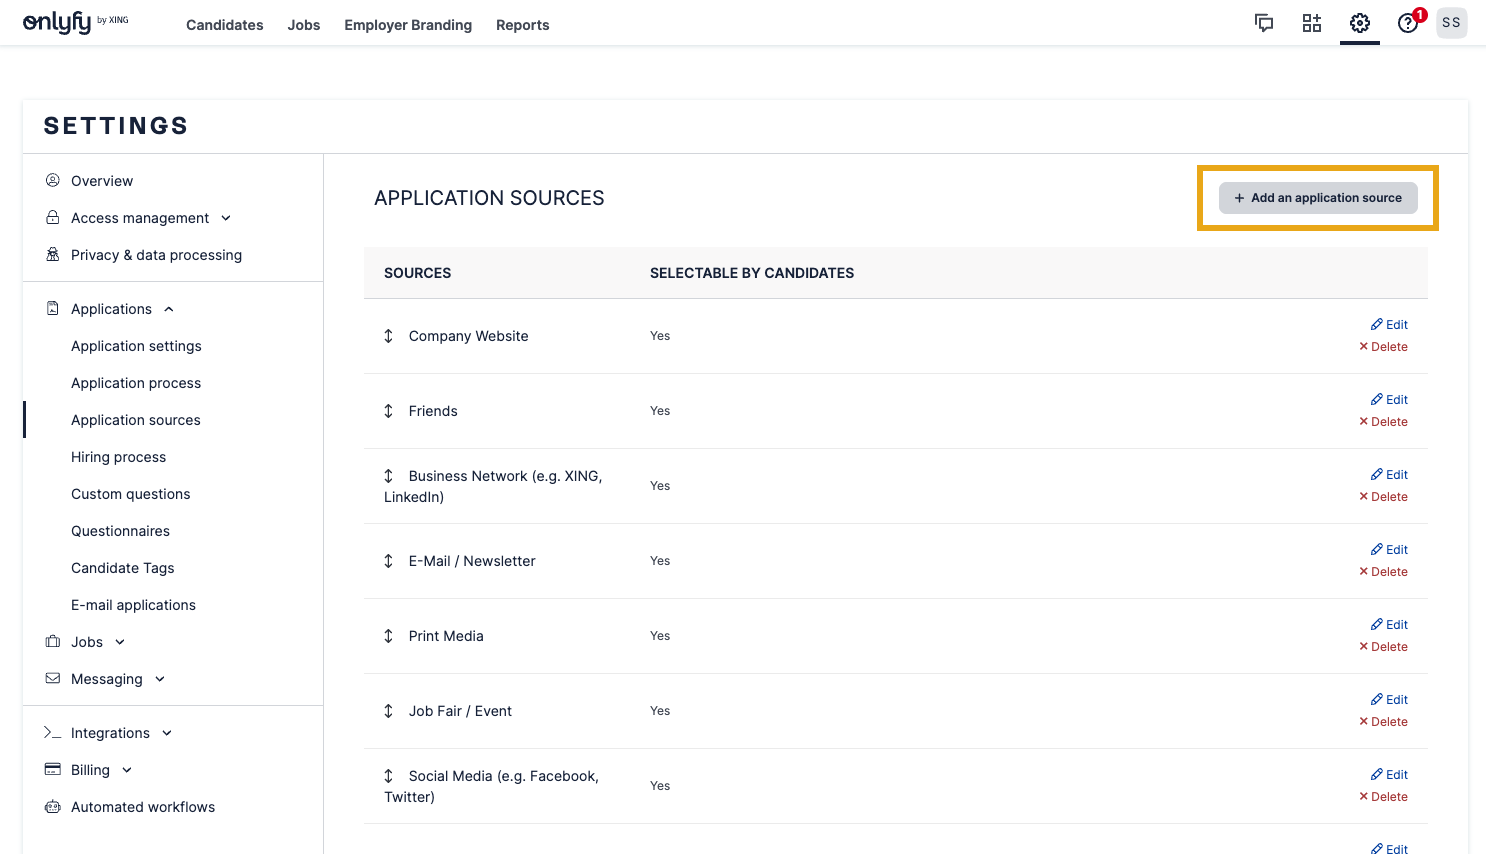 onlyfy by XING
Candidates
Jobs
Employer Branding
Reports
1
SS
SETTINGS
Overview
Access management
Privacy & data processing
Applications
Application settings
Application process
Application sources
Hiring process
Custom questions
Questionnaires
Candidate Tags
E-mail applications
Jobs
Messaging
Integrations
Billing
Automated workflows
APPLICATION SOURCES
+ Add an application source
SOURCES
SELECTABLE BY CANDIDATES
Company Website
Yes
Edit
Delete
Friends
Yes
Edit
Delete
Business Network (e.g. XING,
LinkedIn)
Yes
Edit
Delete
E-Mail / Newsletter
Yes
Edit
Delete
Print Media
Yes
Edit
Delete
Job Fair / Event
Yes
Edit
Delete
Social Media (e.g. Facebook,
Twitter)
Yes
Edit
Delete
Edit